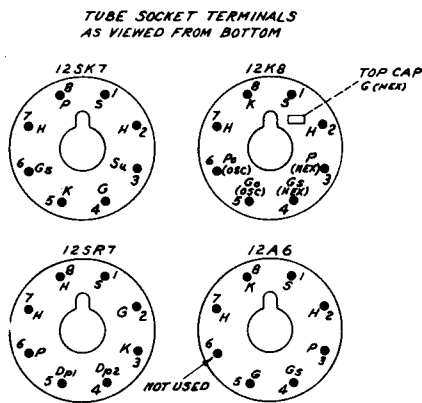 TUBE SOCKET TERMINALS
AS VIEWED FROM BOTTOM
12SK7
8 P
S 1
7 H
H 2
6 GS
SU 3
5 K
G 4
12K8
TOP CAP
G (HEX)
8 K
S 1
7 H
H 2
6 PO (OSC)
P (HEX) 3
5 GO (OSC)
GS (HEX) 4
12SR7
8 H
S 1
7 H
G 2
6 P
K 3
5 DP1
DP2 4
12A6
8 K
S 1
7 H
H 2
6
P 3
5 G
GS 4
NOT USED